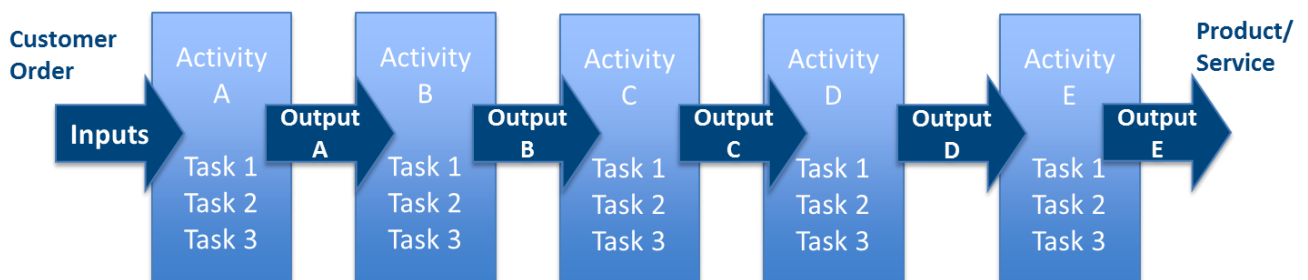 Customer
Order
Inputs
Activity
A
Task 1
Task 2
Task 3
Output
A
Activity
B
Task 1
Task 2
Task 3
Output
B
Activity
C
Task 1
Task 2
Task 3
Output
C
Activity
D
Task 1
Task 2
Task 3
Output
D
Activity
E
Task 1
Task 2
Task 3
Output
E
Product/
Service